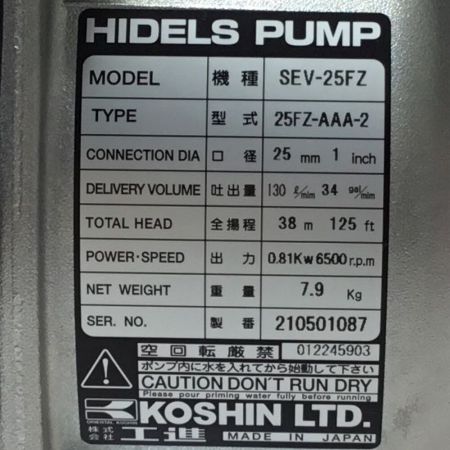 HIDELS PUMP
MODEL 機種 SEV-25FZ
TYPE 型式 25FZ-AAA-2
CONNECTION DIA 口径 25 mm 1 inch
DELIVERY VOLUME 吐出量 130 ℓ/mim 34 gal/mim
TOTAL HEAD 全揚程 38 m 125 ft
POWER·SPEED 出力 0.81Kw 6500 r.p.m
NET WEIGHT 重量 7.9 Kg
SER. NO. 製番 210501087
空回転厳禁 012245903
ポンプ内に水を入れてから始動して下さい
CAUTION DON'T RUN DRY
Please pour priming water fully before running
KOSHIN LTD.
ORIENTAL KOSHIN
株式会社 工進 MADE IN JAPAN